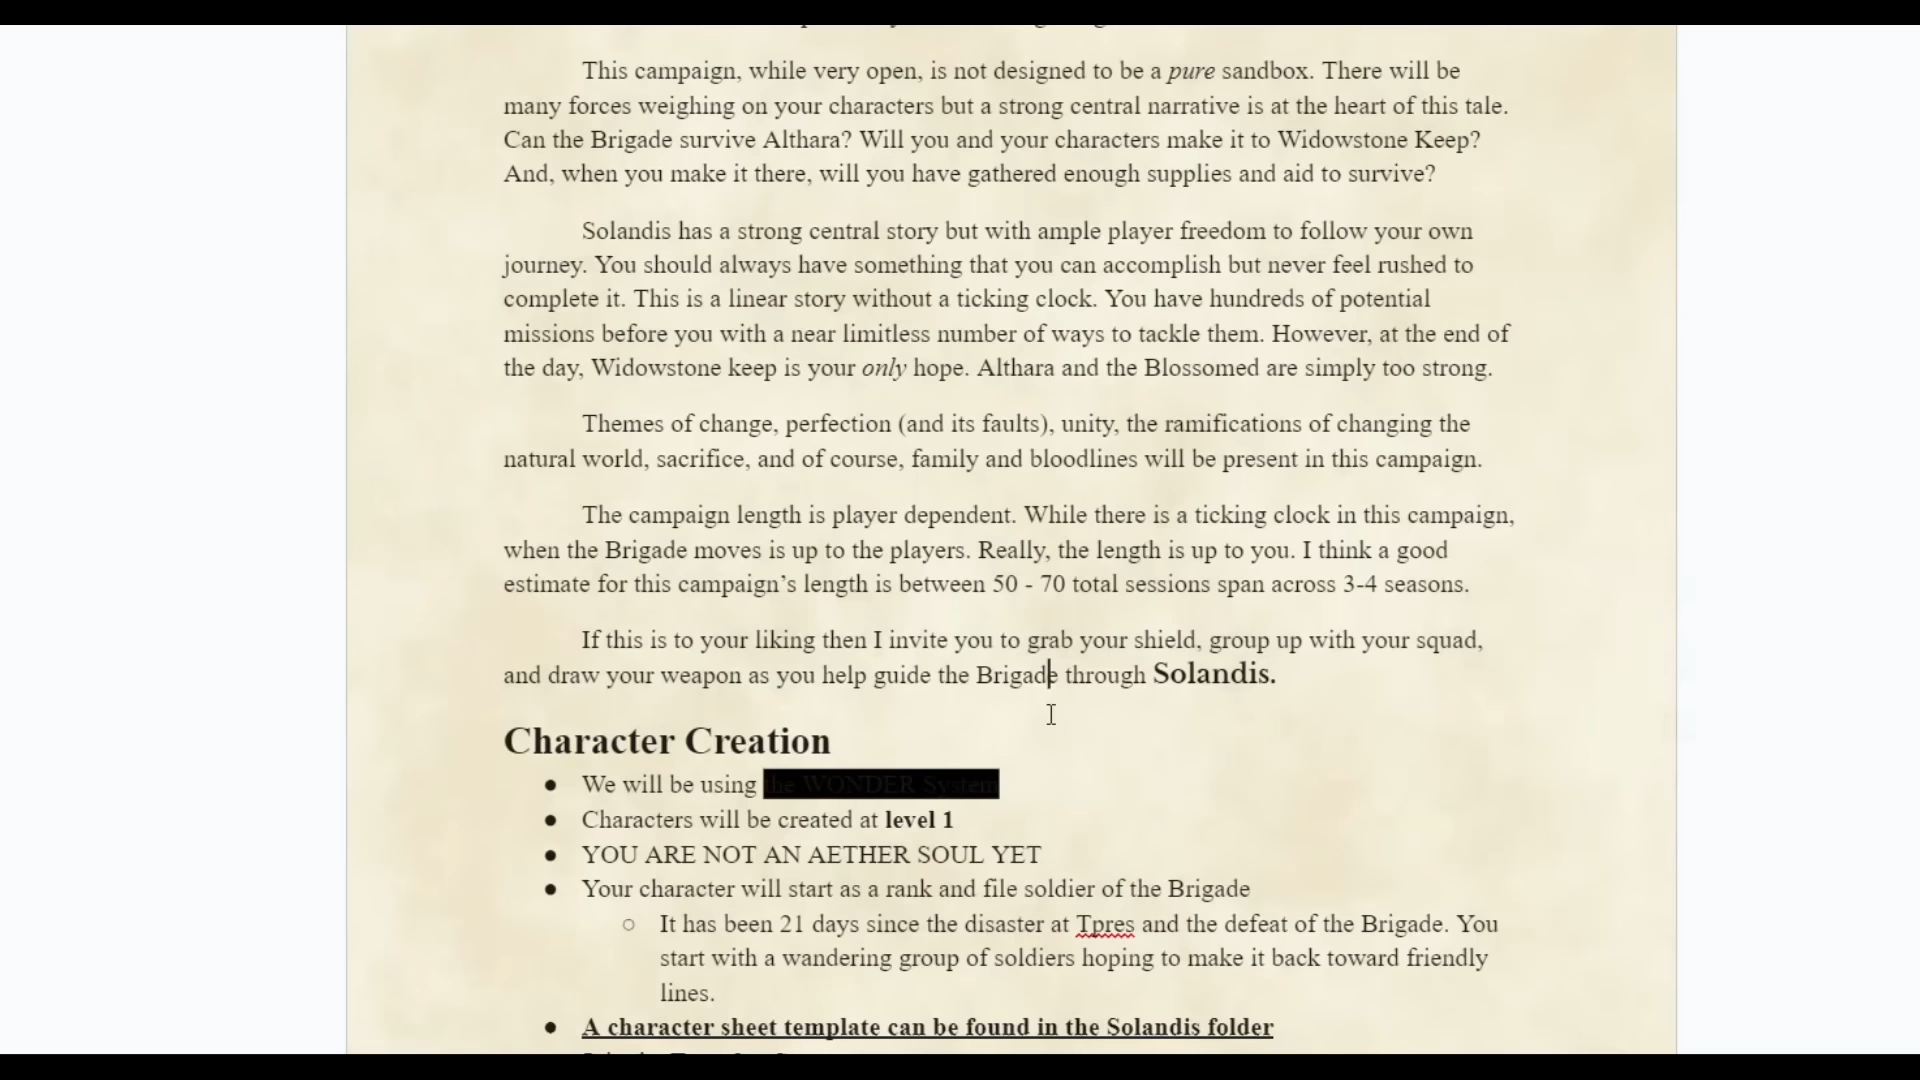 This campaign, while very open, is not designed to be a pure sandbox. There will be
many forces weighing on your characters but a strong central narrative is at the heart of this tale.
Can the Brigade survive Althara? Will you and your characters make it to Widowstone Keep?
And, when you make it there, will you have gathered enough supplies and aid to survive?
Solandis has a strong central story but with ample player freedom to follow your own
journey. You should always have something that you can accomplish but never feel rushed to
complete it. This is a linear story without a ticking clock. You have hundreds of potential
missions before you with a near limitless number of ways to tackle them. However, at the end of
the day, Widowstone keep is your only hope. Althara and the Blossomed are simply too strong.
Themes of change, perfection (and its faults), unity, the ramifications of changing the
natural world, sacrifice, and of course, family and bloodlines will be present in this campaign.
The campaign length is player dependent. While there is a ticking clock in this campaign,
when the Brigade moves is up to the players. Really, the length is up to you. I think a good
estimate for this campaign’s length is between 50 - 70 total sessions span across 3-4 seasons.
If this is to your liking then I invite you to grab your shield, group up with your squad,
and draw your weapon as you help guide the Brigade through Solandis.
Character Creation
● We will be using the WONDER System
● Characters will be created at level 1
● YOU ARE NOT AN AETHER SOUL YET
● Your character will start as a rank and file soldier of the Brigade
○ It has been 21 days since the disaster at Tpres and the defeat of the Brigade. You
start with a wandering group of soldiers hoping to make it back toward friendly
lines.
● A character sheet template can be found in the Solandis folder